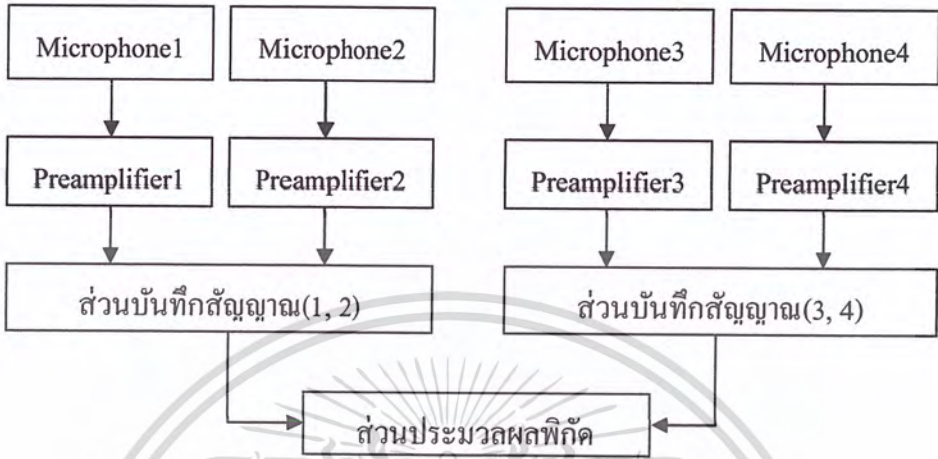 Microphone1 Microphone2 Microphone3 Microphone4
Preamplifier1 Preamplifier2 Preamplifier3 Preamplifier4
ส่วนบันทึกสัญญาณ(1, 2) ส่วนบันทึกสัญญาณ(3, 4)
ส่วนประมวลผลพิกัด